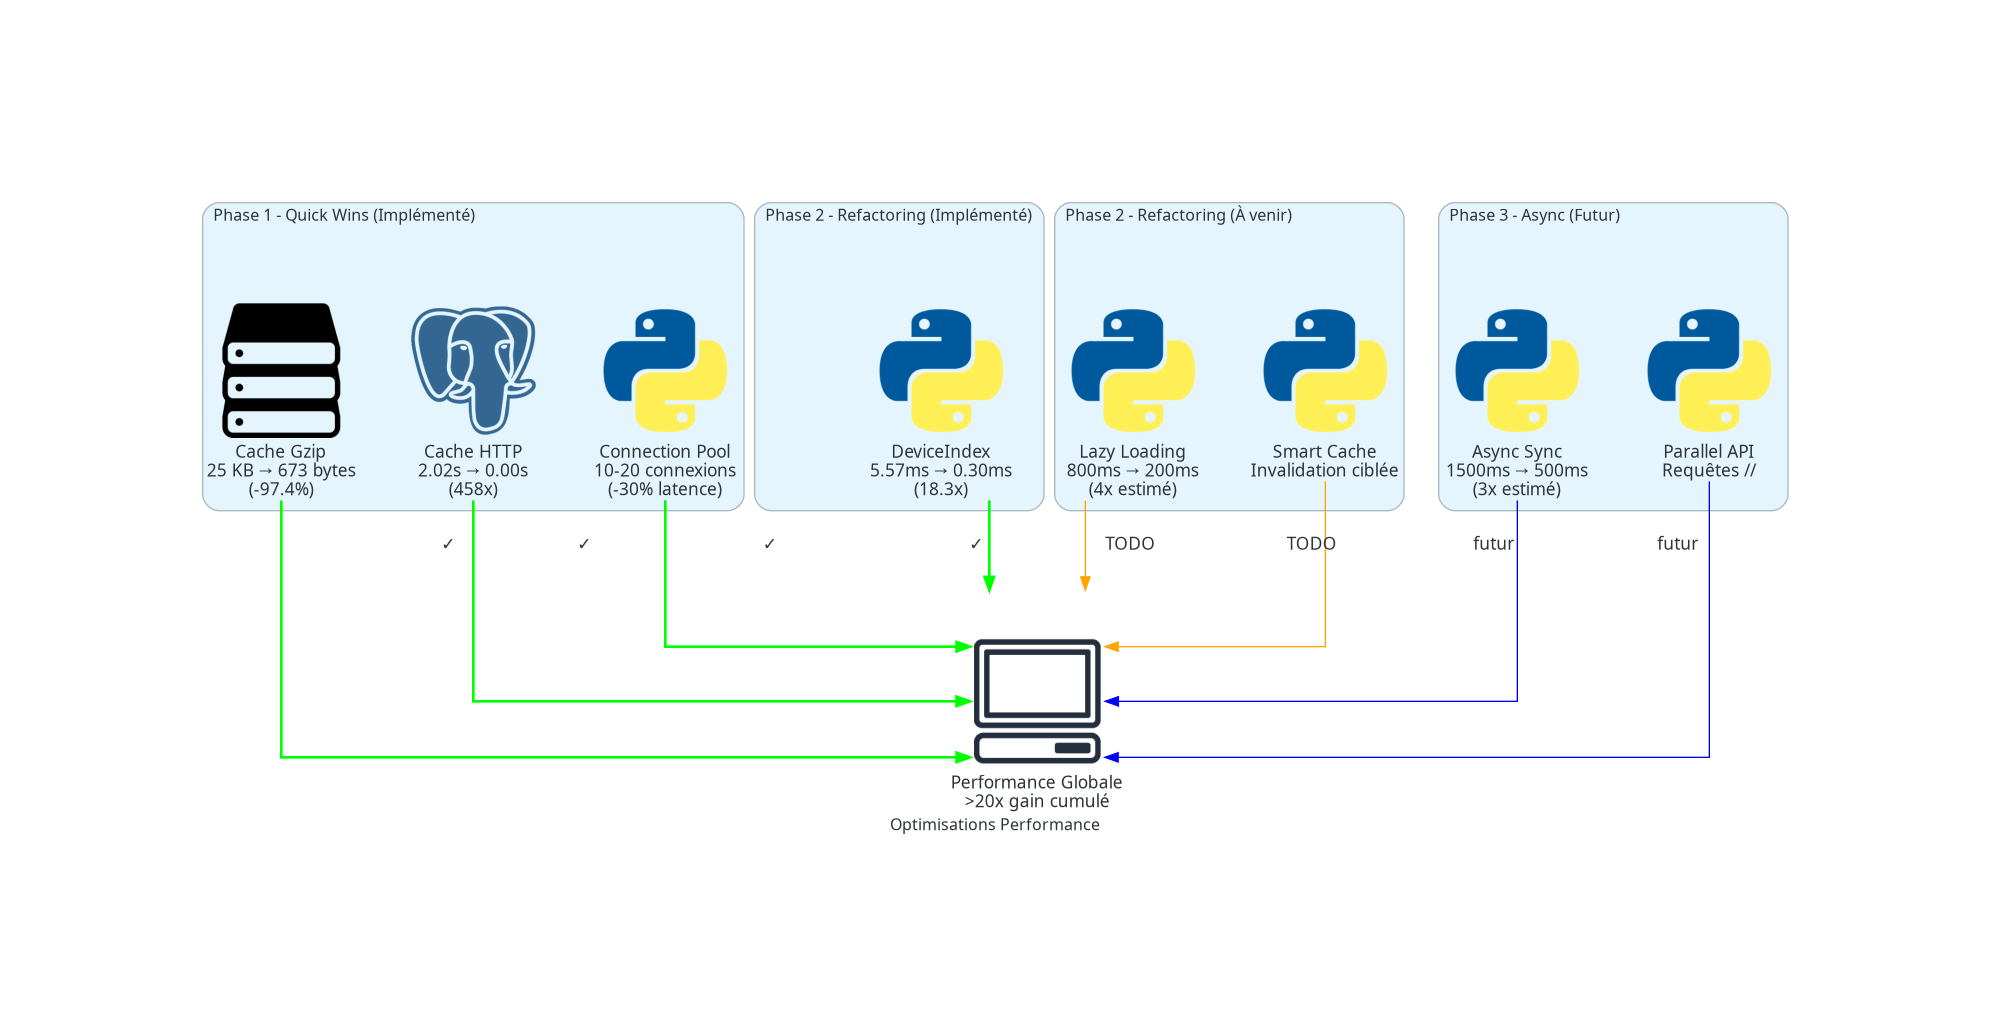 Phase 1 - Quick Wins (Implémenté)
Cache Gzip
25 KB → 673 bytes
(-97.4%)
Cache HTTP
2.02s → 0.00s
(458x)
Connection Pool
10-20 connexions
(-30% latence)
Phase 2 - Refactoring (Implémenté)
DeviceIndex
5.57ms → 0.30ms
(18.3x)
Phase 2 - Refactoring (À venir)
Lazy Loading
800ms → 200ms
(4x estimé)
Smart Cache
Invalidation ciblée
Phase 3 - Async (Futur)
Async Sync
1500ms → 500ms
(3x estimé)
Parallel API
Requêtes //
✓
✓
✓
✓
TODO
TODO
futur
futur
Performance Globale
>20x gain cumulé
Optimisations Performance